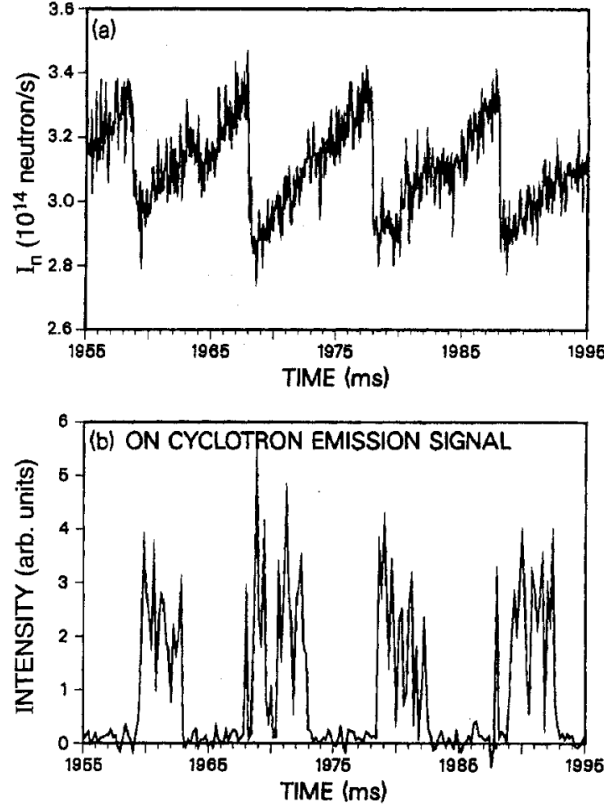 (a)
3.6
3.4
3.2
3.0
2.8
2.6
Iₙ (10¹⁴ neutron/s)
1955 1965 1975 1985 1995
TIME (ms)
(b) ON CYCLOTRON EMISSION SIGNAL
6
5
4
3
2
1
0
INTENSITY (arb. units)
1955 1965 1975 1985 1995
TIME (ms)